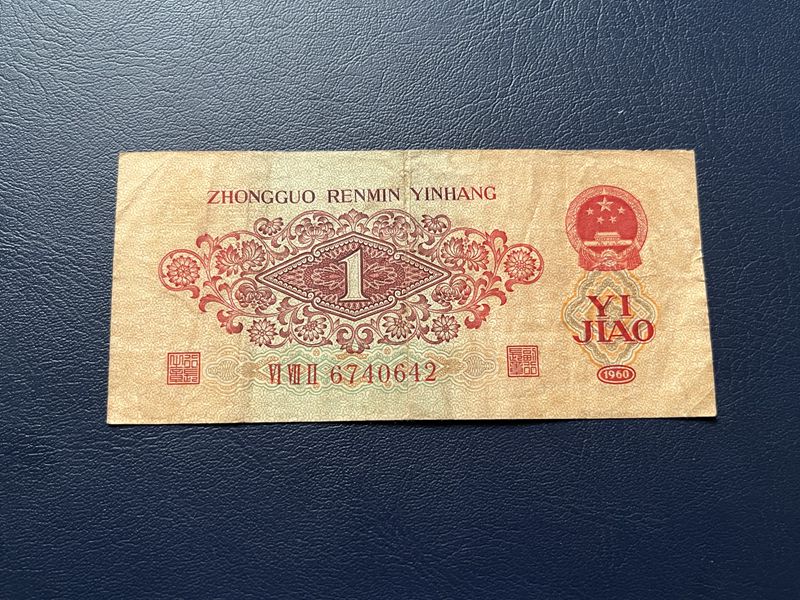 ZHONGGUO RENMIN YINHANG
1
YI
JIAO
VI VIII II 6740642
1960